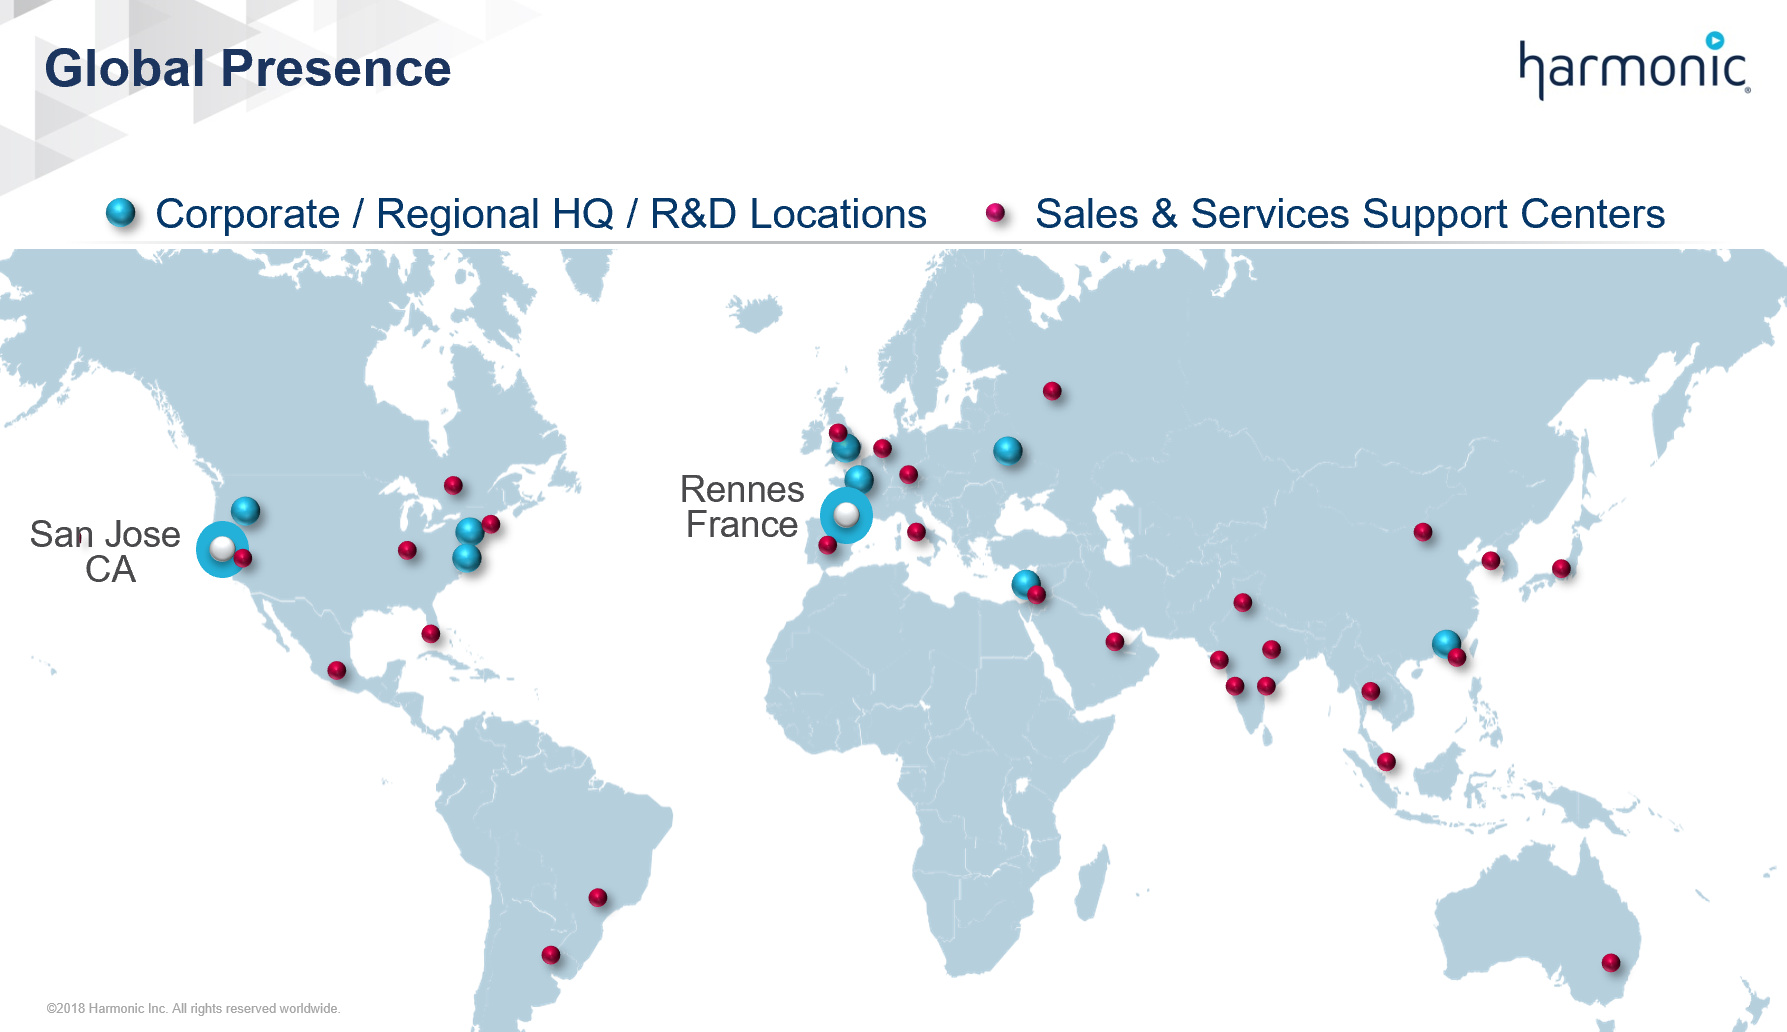 Global Presence
harmonic®
Corporate / Regional HQ / R&D Locations
Sales & Services Support Centers
Rennes
France
San Jose
CA
©2018 Harmonic Inc. All rights reserved worldwide.